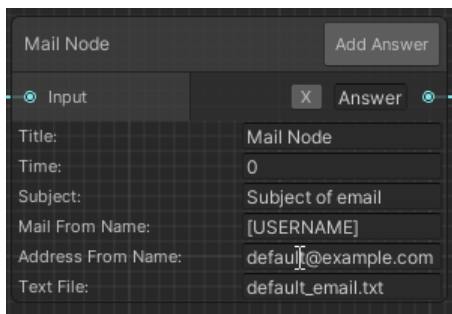 Mail Node Add Answer
Input X Answer
Title: Mail Node
Time: 0
Subject: Subject of email
Mail From Name: [USERNAME]
Address From Name: default@example.com
Text File: default_email.txt